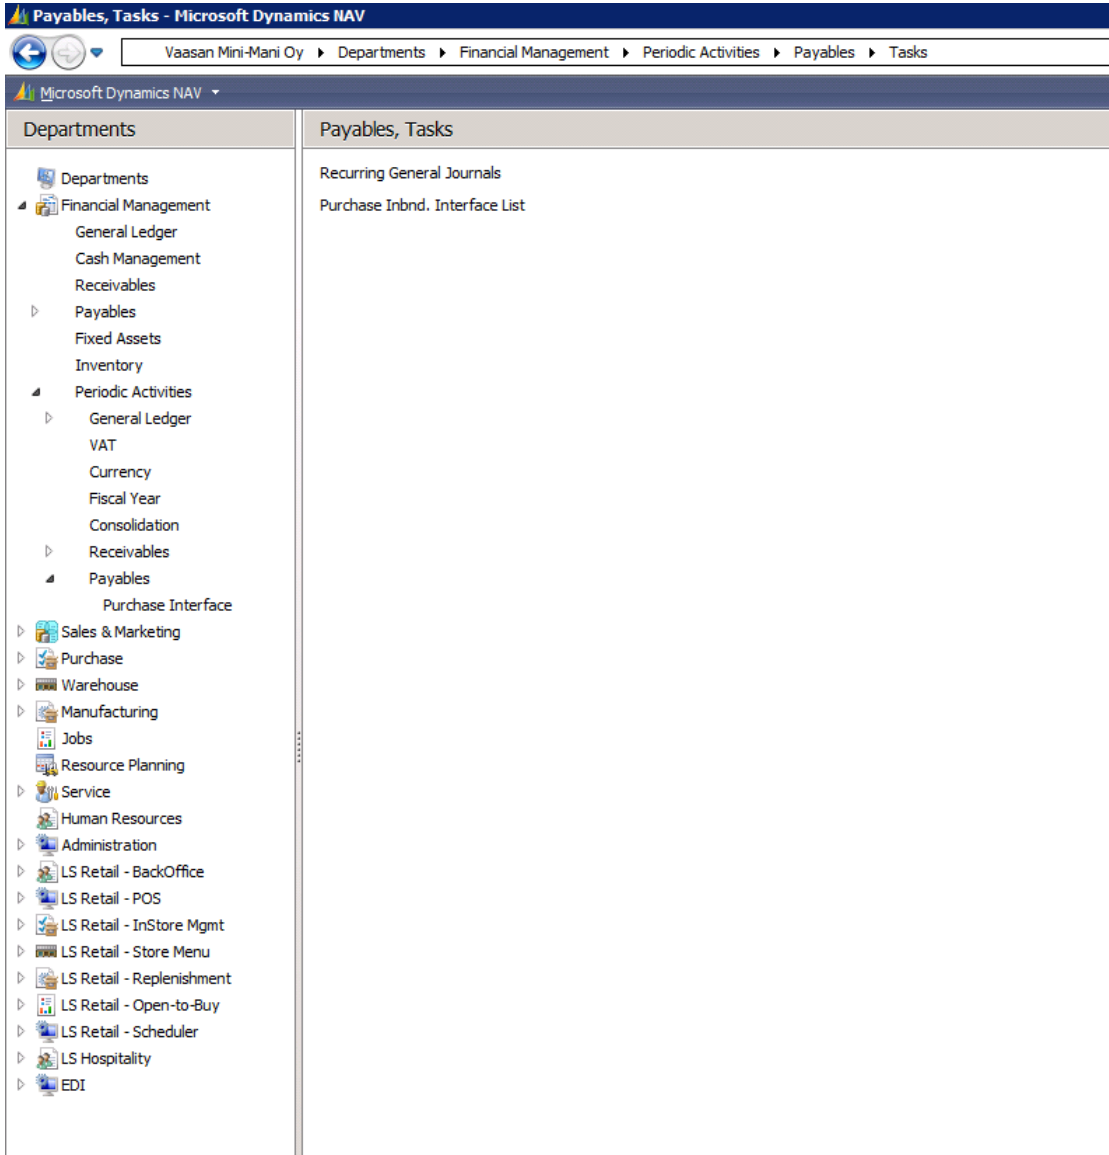 Payables, Tasks - Microsoft Dynamics NAV
Vaasan Mini-Mani Oy Departments Financial Management Periodic Activities Payables Tasks
Microsoft Dynamics NAV
Departments
Payables, Tasks
Departments
Financial Management
General Ledger
Cash Management
Receivables
Payables
Fixed Assets
Inventory
Periodic Activities
General Ledger
VAT
Currency
Fiscal Year
Consolidation
Receivables
Payables
Purchase Interface
Sales & Marketing
Purchase
Warehouse
Manufacturing
Jobs
Resource Planning
Service
Human Resources
Administration
LS Retail - BackOffice
LS Retail - POS
LS Retail - InStore Mgmt
LS Retail - Store Menu
LS Retail - Replenishment
LS Retail - Open-to-Buy
LS Retail - Scheduler
LS Hospitality
EDI
Recurring General Journals
Purchase Inbnd. Interface List